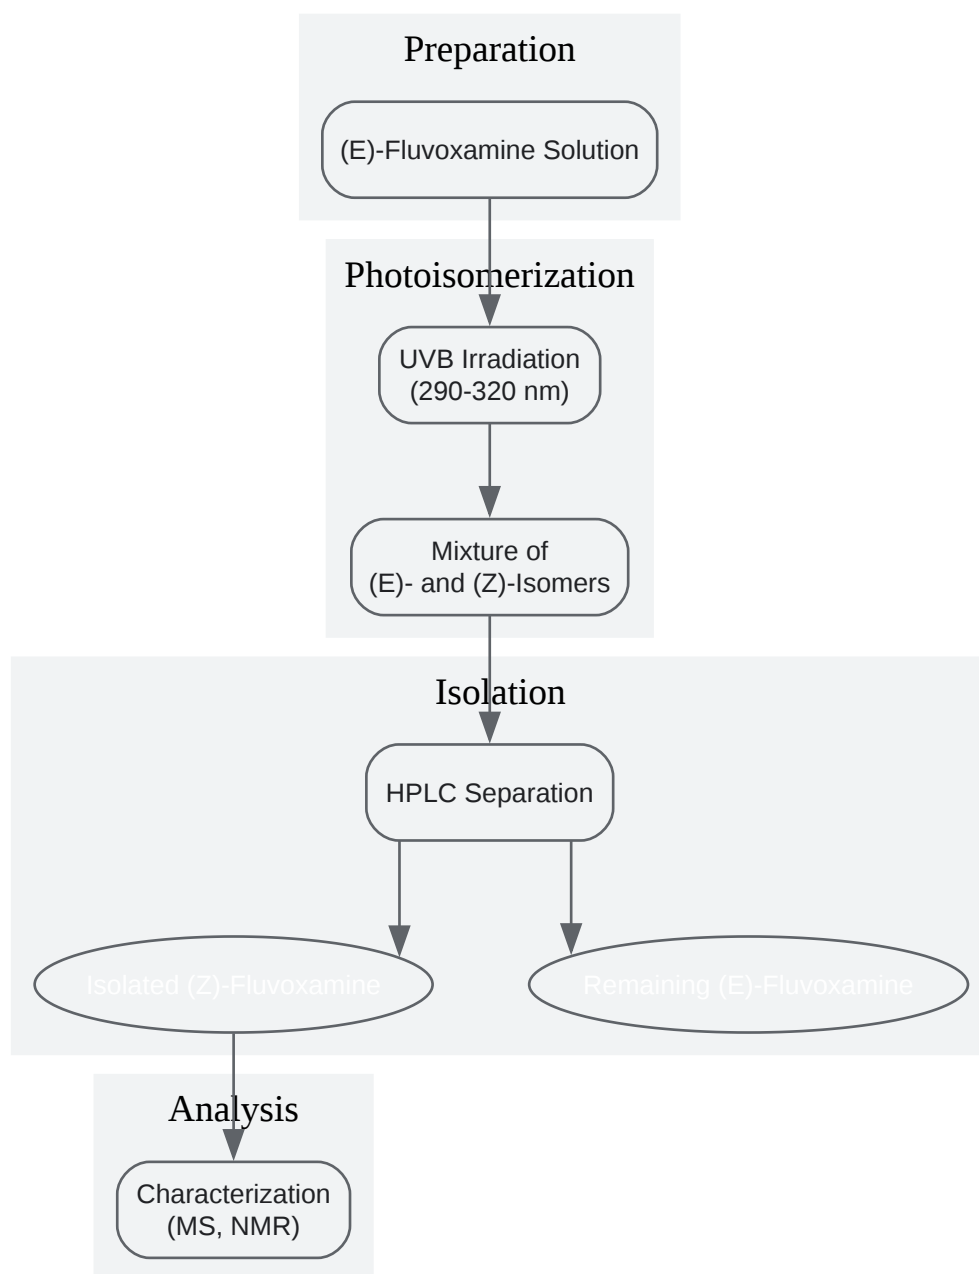 Preparation
(E)-Fluvoxamine Solution
Photoisomerization
UVB Irradiation
(290-320 nm)
Mixture of
(E)- and (Z)-Isomers
Isolation
HPLC Separation
Isolated (Z)-Fluvoxamine
Remaining (E)-Fluvoxamine
Analysis
Characterization
(MS, NMR)